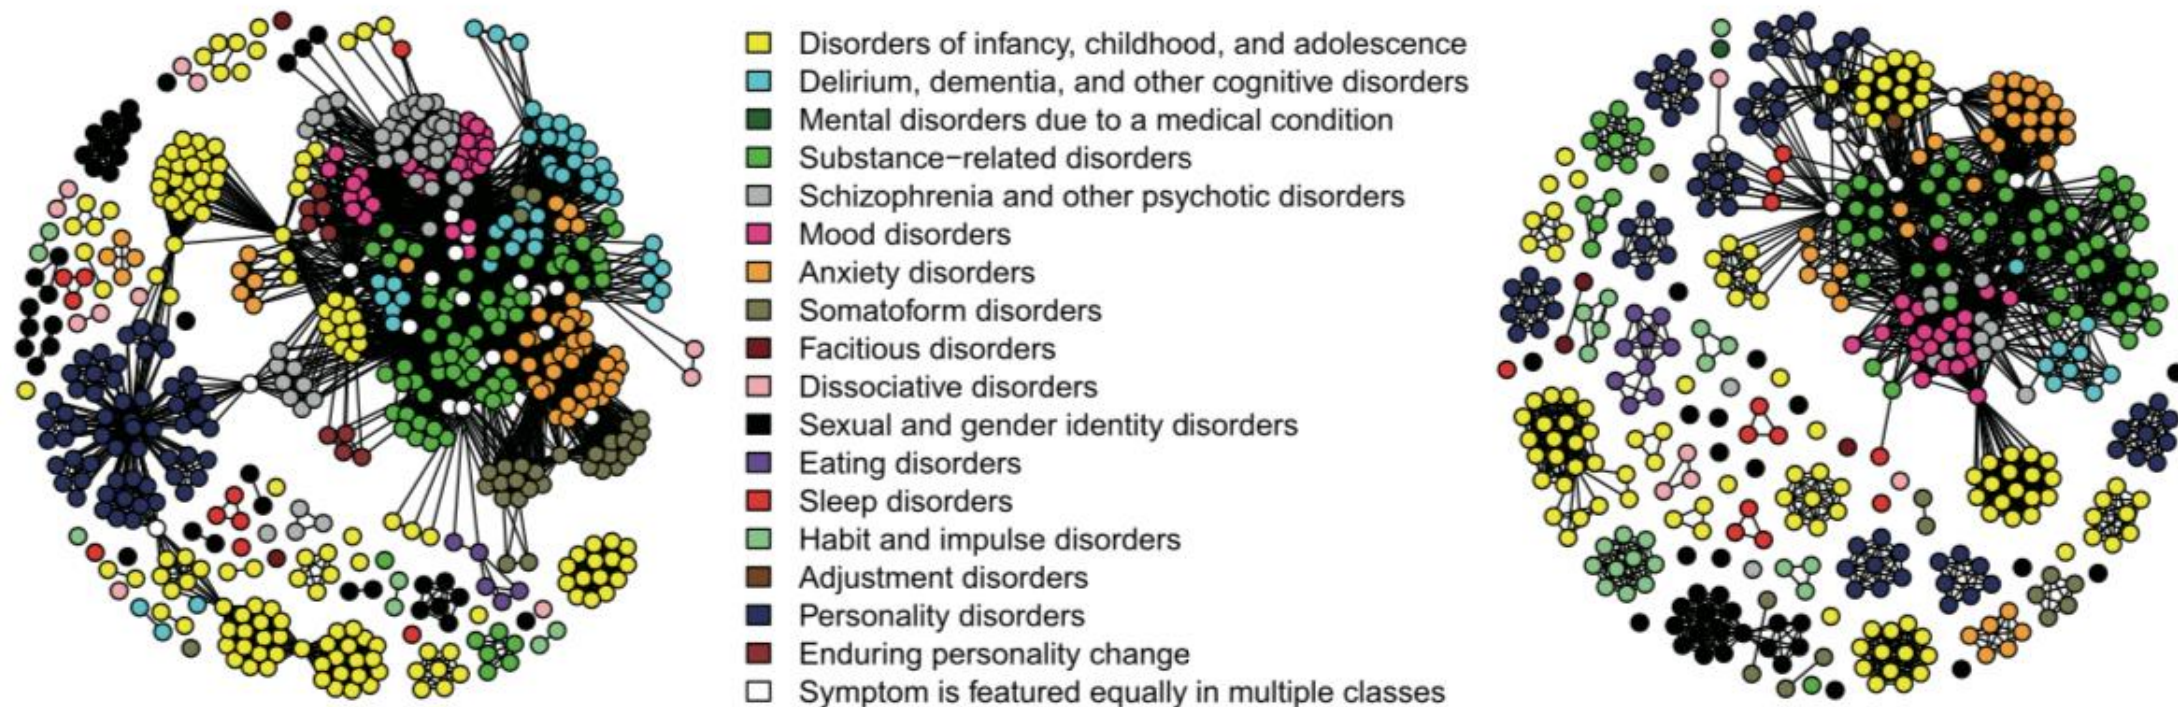 Disorders of infancy, childhood, and adolescence
Delirium, dementia, and other cognitive disorders
Mental disorders due to a medical condition
Substance−related disorders
Schizophrenia and other psychotic disorders
Mood disorders
Anxiety disorders
Somatoform disorders
Facitious disorders
Dissociative disorders
Sexual and gender identity disorders
Eating disorders
Sleep disorders
Habit and impulse disorders
Adjustment disorders
Personality disorders
Enduring personality change
Symptom is featured equally in multiple classes